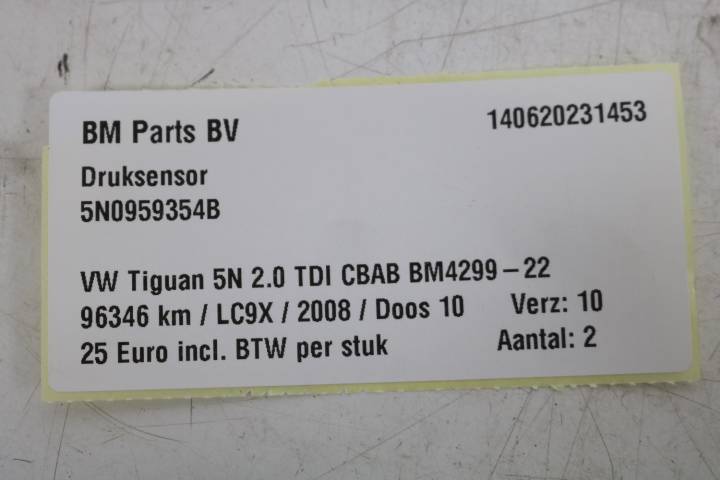 BM Parts BV 140620231453
Druksensor
5N0959354B
VW Tiguan 5N 2.0 TDI CBAB BM4299-22
96346 km / LC9X / 2008 / Doos 10 Verz: 10
25 Euro incl. BTW per stuk Aantal: 2